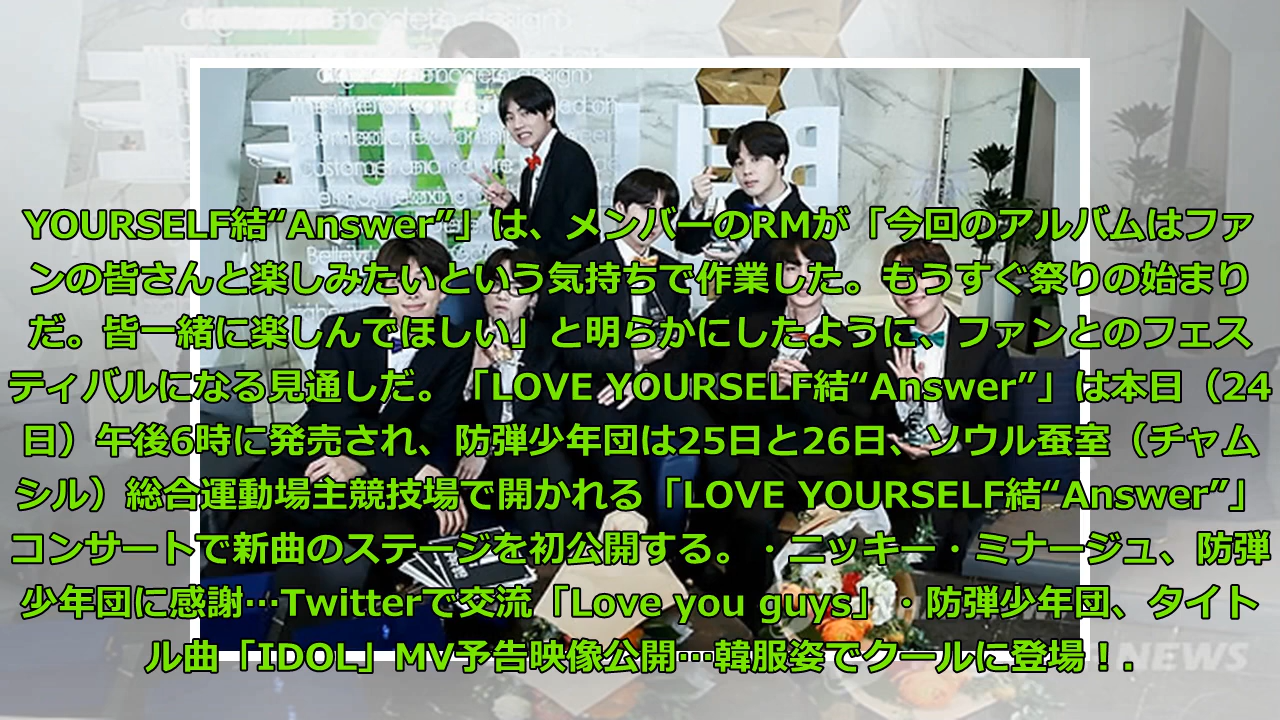 YOURSELF結“Answer”」は、メンバーのRMが「今回のアルバムはファ
ンの皆さんと楽しみたいという気持ちで作業した。もうすぐ祭りの始まり
だ。皆一緒に楽しんでほしい」と明らかにしたように、ファンとのフェス
ティバルになる見通しだ。「LOVE YOURSELF結“Answer”」は本日（24
日）午後6時に発売され、防弾少年団は25日と26日、ソウル蚕室（チャム
シル）総合運動場主競技場で開かれる「LOVE YOURSELF結“Answer”」
コンサートで新曲のステージを初公開する。・ニッキー・ミナージュ、防弾
少年団に感謝…Twitterで交流「Love you guys」・防弾少年団、タイト
ル曲「IDOL」MV予告映像公開…韓服姿でクールに登場！.
NEWS